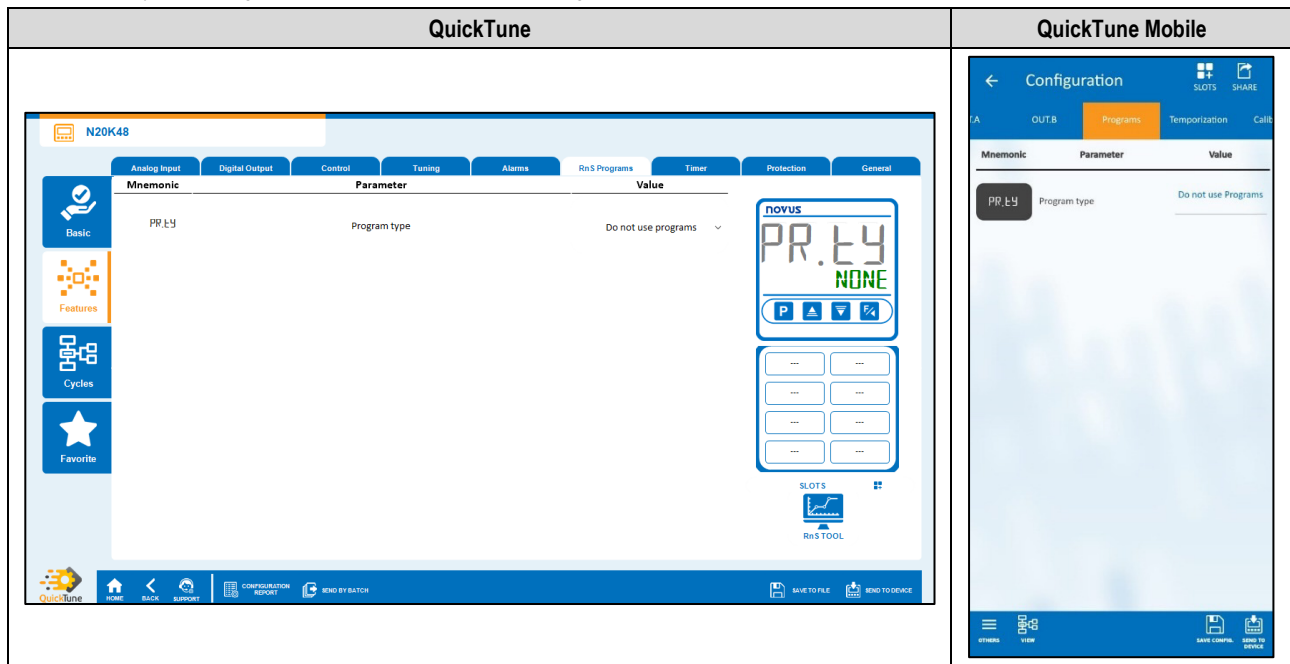 QuickTune
QuickTune Mobile
N20K48
Analog Input Digital Output Control Tuning Alarms RnS Programs Timer Protection General
Mnemonic Parameter Value
PR.tY Program type Do not use programs
Basic
Features
Cycles
Favorite
novus
PR.tY
NONE
P F
--- ---
--- ---
--- ---
--- ---
SLOTS
RnS TOOL
QuickTune
HOME BACK SUPPORT CONFIGURATION REPORT SEND BY BATCH SAVE TO FILE SEND TO DEVICE
Configuration SLOTS SHARE
T.A OUT.B Programs Temporization Calib
Mnemonic Parameter Value
PR.tY Program type Do not use Programs
OTHERS VIEW SAVE CONFIG. SEND TO DEVICE